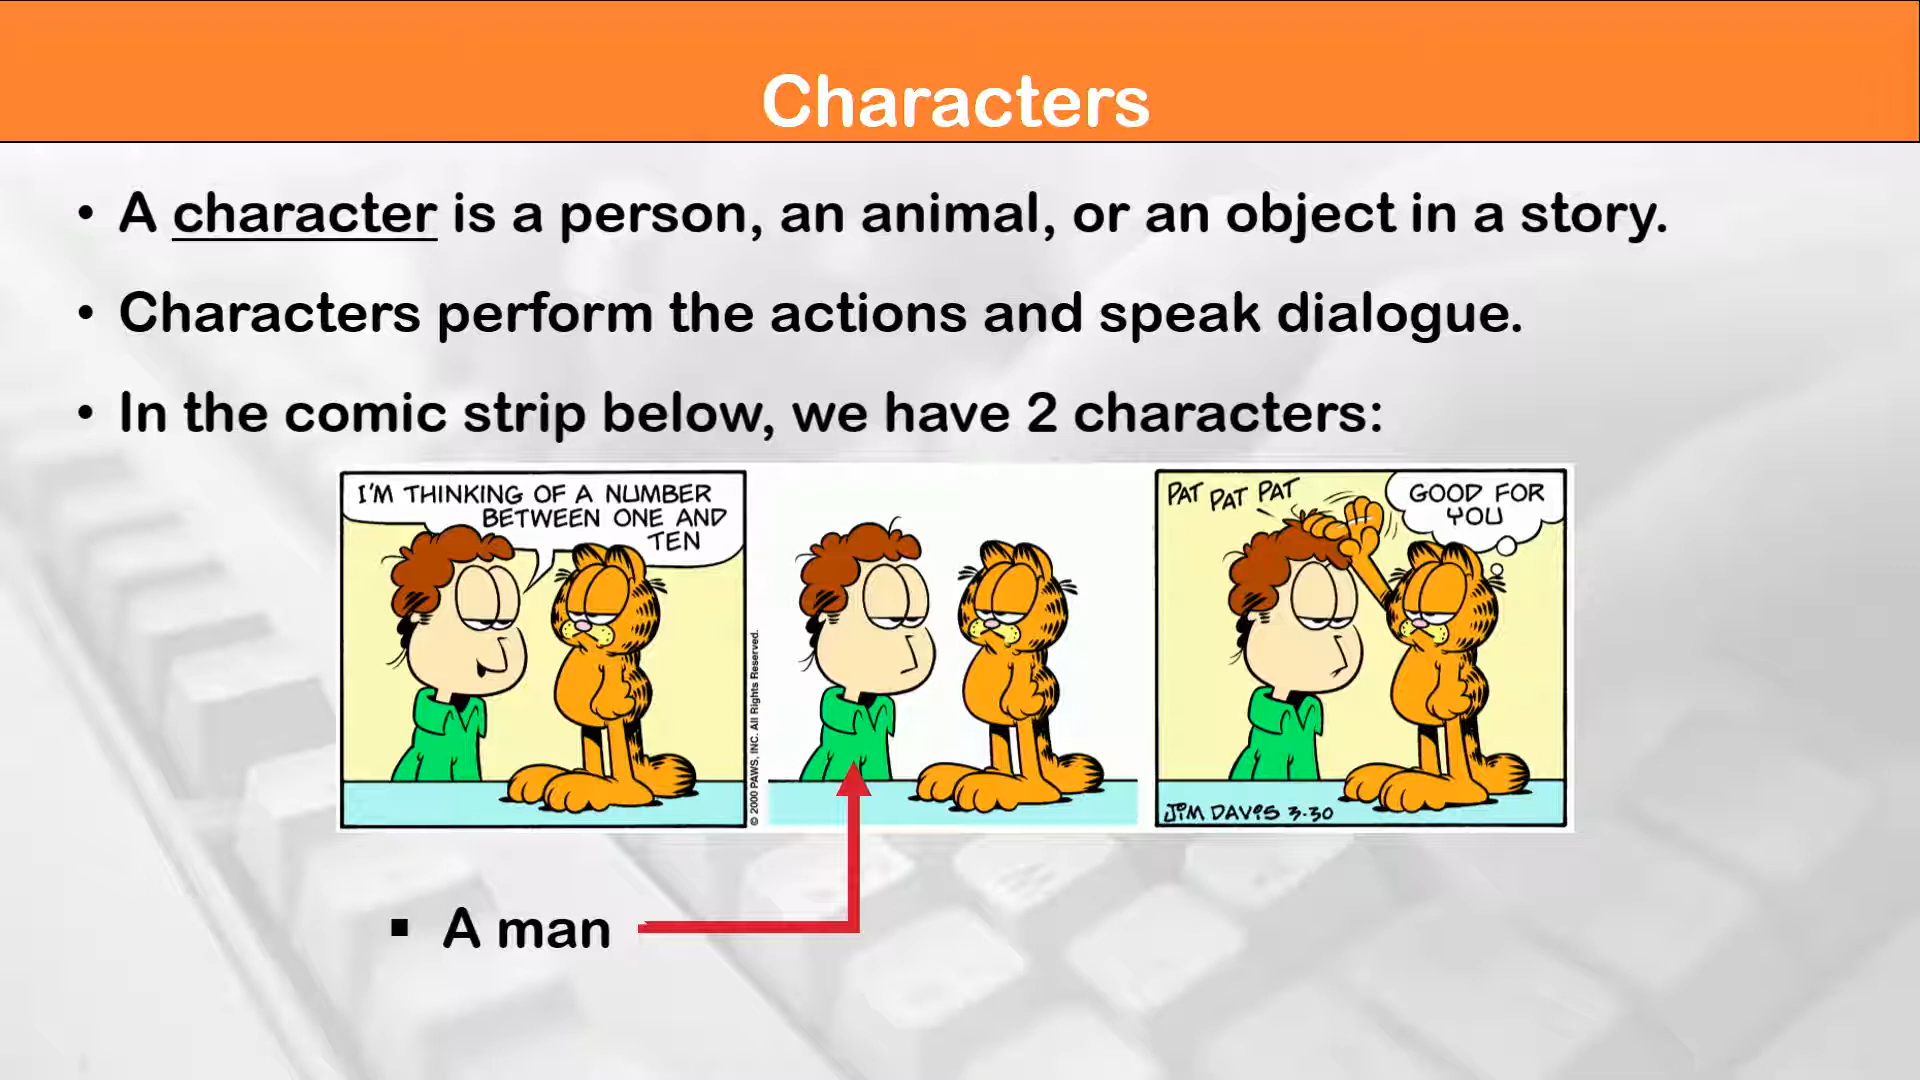 Characters
• A character is a person, an animal, or an object in a story.
• Characters perform the actions and speak dialogue.
• In the comic strip below, we have 2 characters:
I'M THINKING OF A NUMBER
BETWEEN ONE AND
TEN
© 2000 PAWS, INC. All Rights Reserved.
PAT PAT PAT
GOOD FOR
YOU
JIM DAVIS 3-30
▪ A man